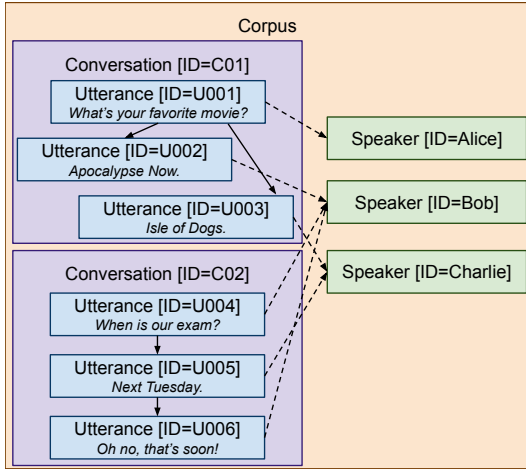 Corpus
Conversation [ID=C01]
Utterance [ID=U001]
What's your favorite movie?
Utterance [ID=U002]
Apocalypse Now.
Utterance [ID=U003]
Isle of Dogs.
Speaker [ID=Alice]
Speaker [ID=Bob]
Speaker [ID=Charlie]
Conversation [ID=C02]
Utterance [ID=U004]
When is our exam?
Utterance [ID=U005]
Next Tuesday.
Utterance [ID=U006]
Oh no, that's soon!